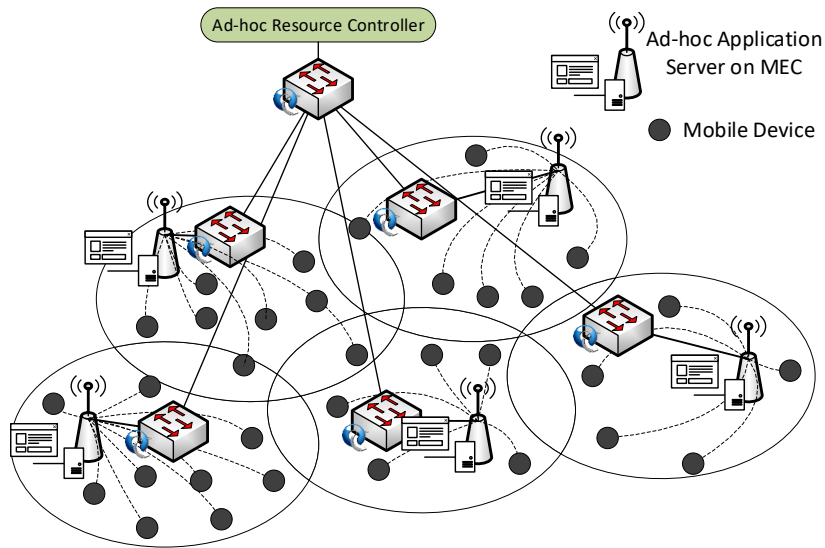 Ad-hoc Resource Controller
Ad-hoc Application
Server on MEC
Mobile Device